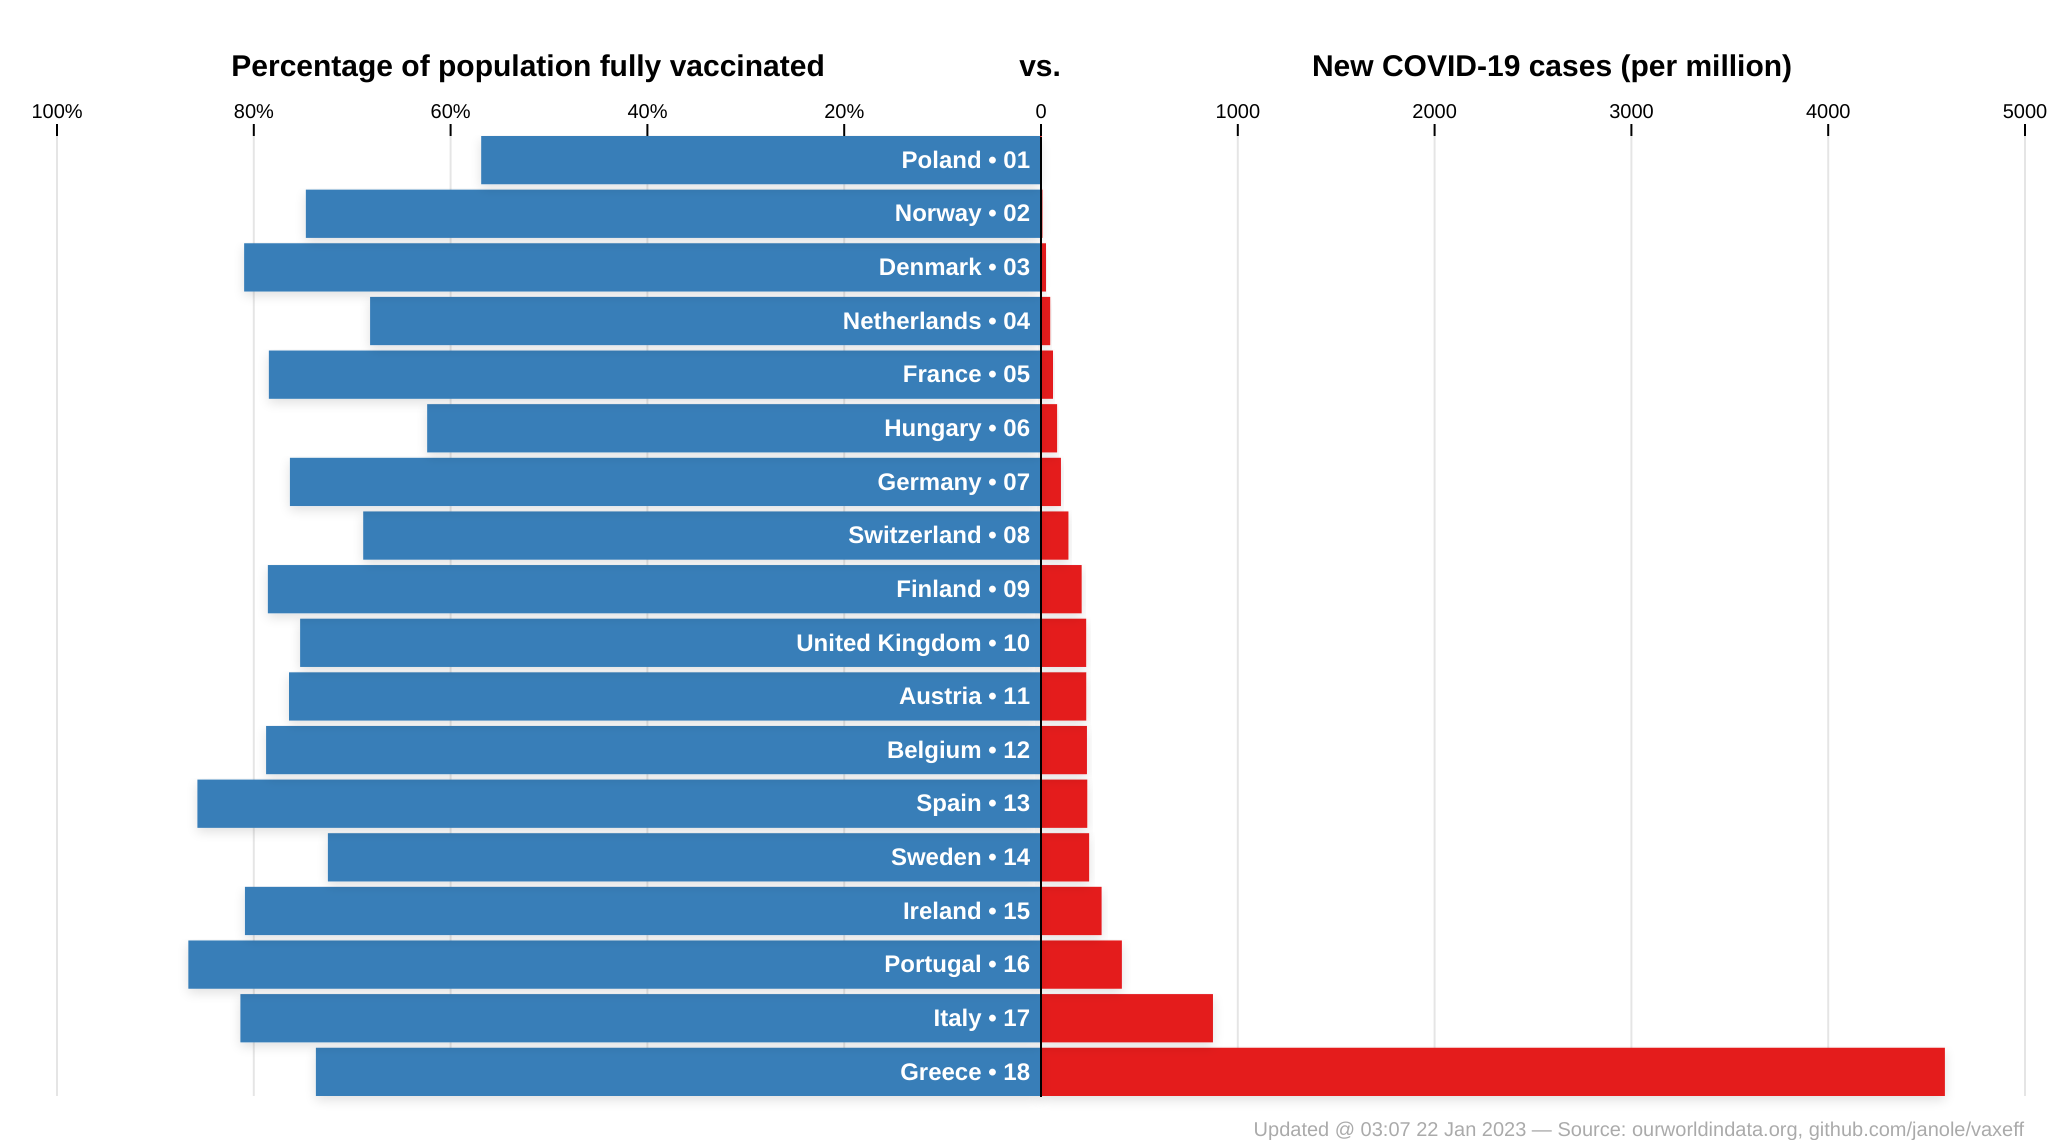 Percentage of population fully vaccinated vs. New COVID-19 cases (per million)
100% 80% 60% 40% 20% 0 1000 2000 3000 4000 5000
Poland • 01
Norway • 02
Denmark • 03
Netherlands • 04
France • 05
Hungary • 06
Germany • 07
Switzerland • 08
Finland • 09
United Kingdom • 10
Austria • 11
Belgium • 12
Spain • 13
Sweden • 14
Ireland • 15
Portugal • 16
Italy • 17
Greece • 18
Updated @ 03:07 22 Jan 2023 — Source: ourworldindata.org, github.com/janole/vaxeff